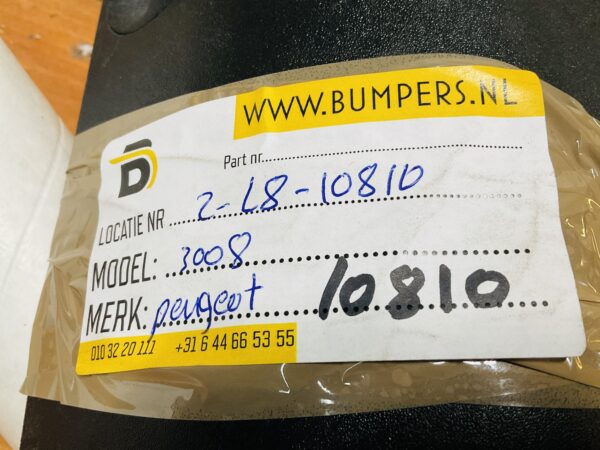 WWW.BUMPERS.NL
Part nr.
LOCATIE NR 2-L8-10810
MODEL: 3008
MERK: peugeot 10810
010 32 20 111 +31 6 44 66 53 55